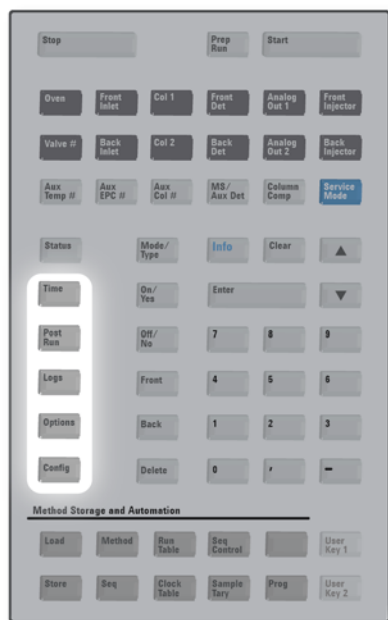 Stop
Prep
Run
Start
Oven
Front
Inlet
Col 1
Front
Det
Analog
Out 1
Front
Injector
Valve #
Back
Inlet
Col 2
Back
Det
Analog
Out 2
Back
Injector
Aux
Temp #
Aux
EPC #
Aux
Col #
MS/
Aux Det
Column
Comp
Service
Mode
Status
Mode/
Type
Info
Clear
▲
Time
On/
Yes
Enter
▼
Post
Run
Off/
No
7
8
9
Logs
Front
4
5
6
Options
Back
1
2
3
Config
Delete
0
,
–
Method Storage and Automation
Load
Method
Run
Table
Seq
Control
User
Key 1
Store
Seq
Clock
Table
Sample
Tary
Prog
User
Key 2